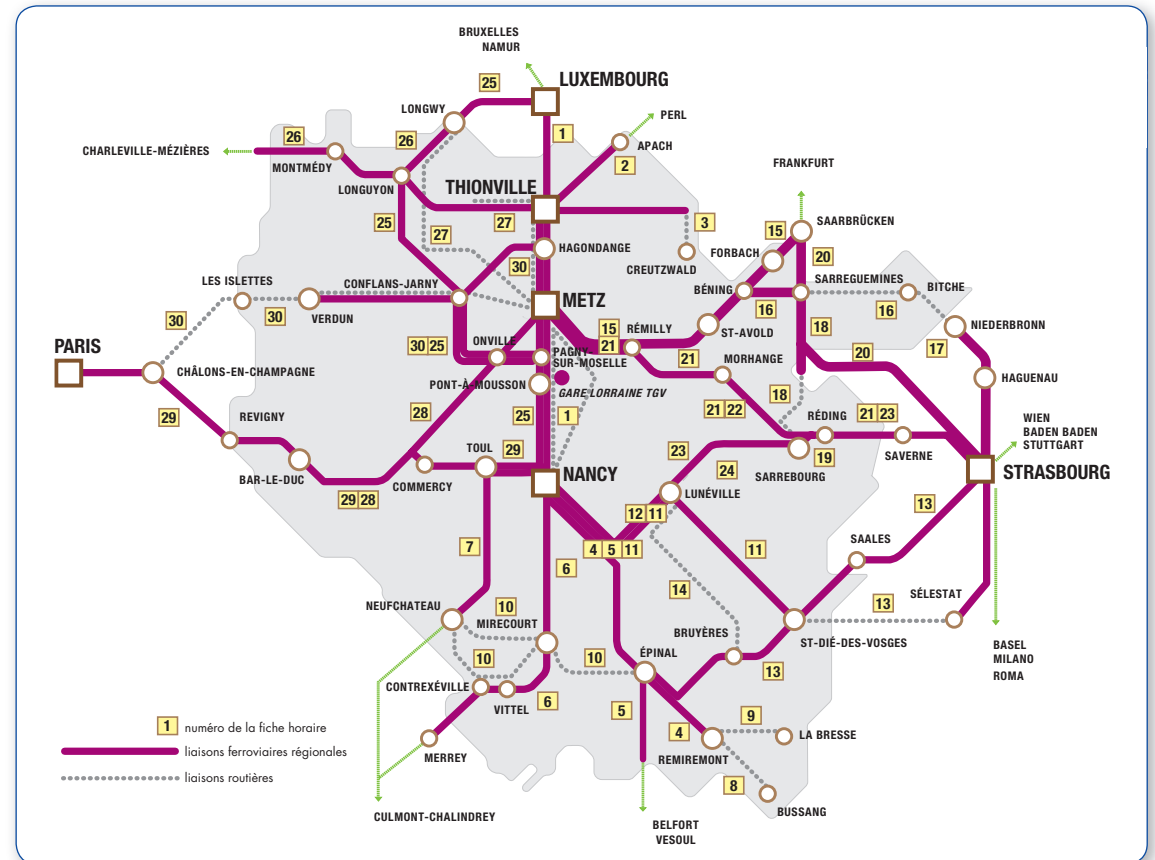 BRUXELLES
NAMUR
25
LUXEMBOURG
LONGWY
1
PERL
26
26
APACH
CHARLEVILLE-MÉZIÈRES
MONTMÉDY
2
FRANKFURT
LONGUYON
THIONVILLE
25
27
3
SAARBRÜCKEN
15
27
HAGONDANGE
CREUTZWALD
FORBACH
20
30
LES ISLETTES
CONFLANS-JARNY
SARREGUEMINES
BÉNING
BITCHE
METZ
16
16
30
VERDUN
NIEDERBRONN
30
15
RÉMILLY
ST-AVOLD
18
PARIS
30
25
ONVILLE
21
17
CHÂLONS-EN-CHAMPAGNE
PAGNY-
SUR-MOSELLE
21
MORHANGE
20
HAGUENAU
PONT-À-MOUSSON
GARE LORRAINE TGV
18
29
28
25
1
21
22
RÉDING
21
23
WIEN
BADEN BADEN
STUTTGART
REVIGNY
TOUL
29
23
SAVERNE
BAR-LE-DUC
COMMERCY
NANCY
24
SARREBOURG
19
STRASBOURG
29
28
LUNÉVILLE
12
11
13
7
4
5
11
11
SAALES
6
14
NEUFCHATEAU
10
MIRECOURT
13
SÉLESTAT
BRUYÈRES
ST-DIÉ-DES-VOSGES
10
10
ÉPINAL
13
BASEL
MILANO
ROMA
CONTREXÉVILLE
VITTEL
6
5
4
9
1
numéro de la fiche horaire
LA BRESSE
liaisons ferroviaires régionales
MERREY
REMIREMONT
liaisons routières
8
BUSSANG
CULMONT-CHALINDREY
BELFORT
VESOUL